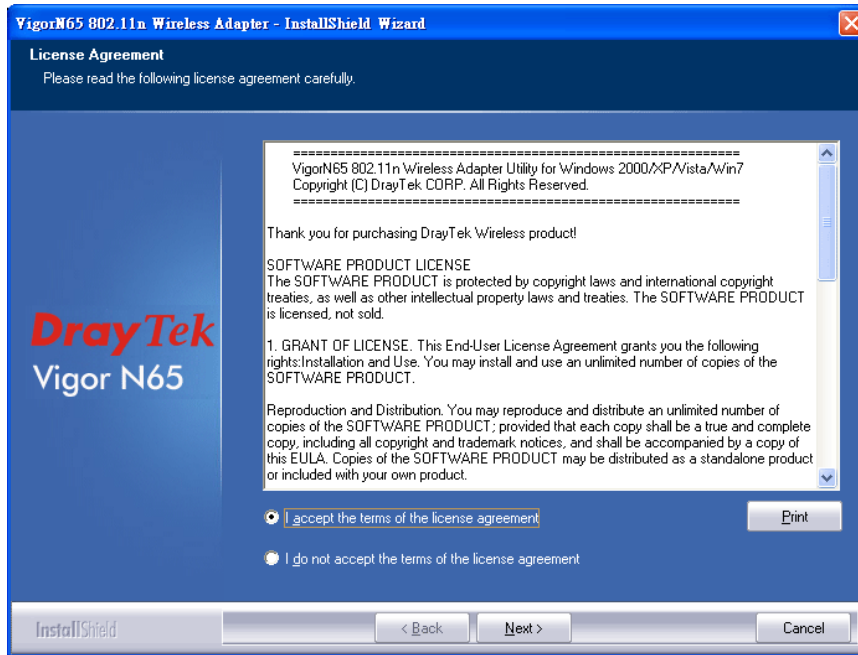 VigorN65 802.11n Wireless Adapter - InstallShield Wizard
License Agreement
Please read the following license agreement carefully.
============================================================
VigorN65 802.11n Wireless Adapter Utility for Windows 2000/XP/Vista/Win7
Copyright (C) DrayTek CORP. All Rights Reserved.
============================================================
Thank you for purchasing DrayTek Wireless product!
SOFTWARE PRODUCT LICENSE
The SOFTWARE PRODUCT is protected by copyright laws and international copyright
treaties, as well as other intellectual property laws and treaties. The SOFTWARE PRODUCT
is licensed, not sold.
1. GRANT OF LICENSE. This End-User License Agreement grants you the following
rights:Installation and Use. You may install and use an unlimited number of copies of the
SOFTWARE PRODUCT.
Reproduction and Distribution. You may reproduce and distribute an unlimited number of
copies of the SOFTWARE PRODUCT; provided that each copy shall be a true and complete
copy, including all copyright and trademark notices, and shall be accompanied by a copy of
this EULA. Copies of the SOFTWARE PRODUCT may be distributed as a standalone product
or included with your own product.
DrayTek
Vigor N65
I accept the terms of the license agreement
Print
I do not accept the terms of the license agreement
InstallShield
< Back
Next >
Cancel